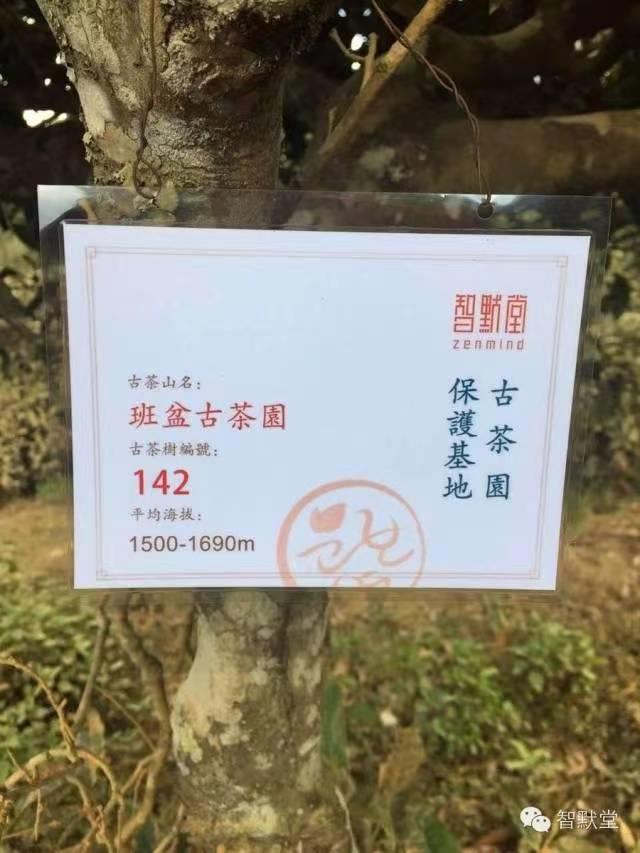 智默堂
zenmind
古茶園
保護基地
古茶山名：
班盆古茶園
古茶樹編號：
142
平均海拔：
1500-1690m
智默堂